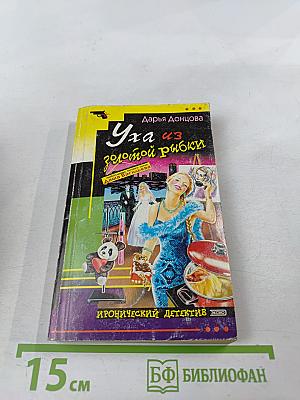 Дарья Донцова
Уха из
золотой рыбки
ИРОНИЧЕСКИЙ ДЕТЕКТИВ
ЭКСМО
15 см
БФ БИБЛИОФАН